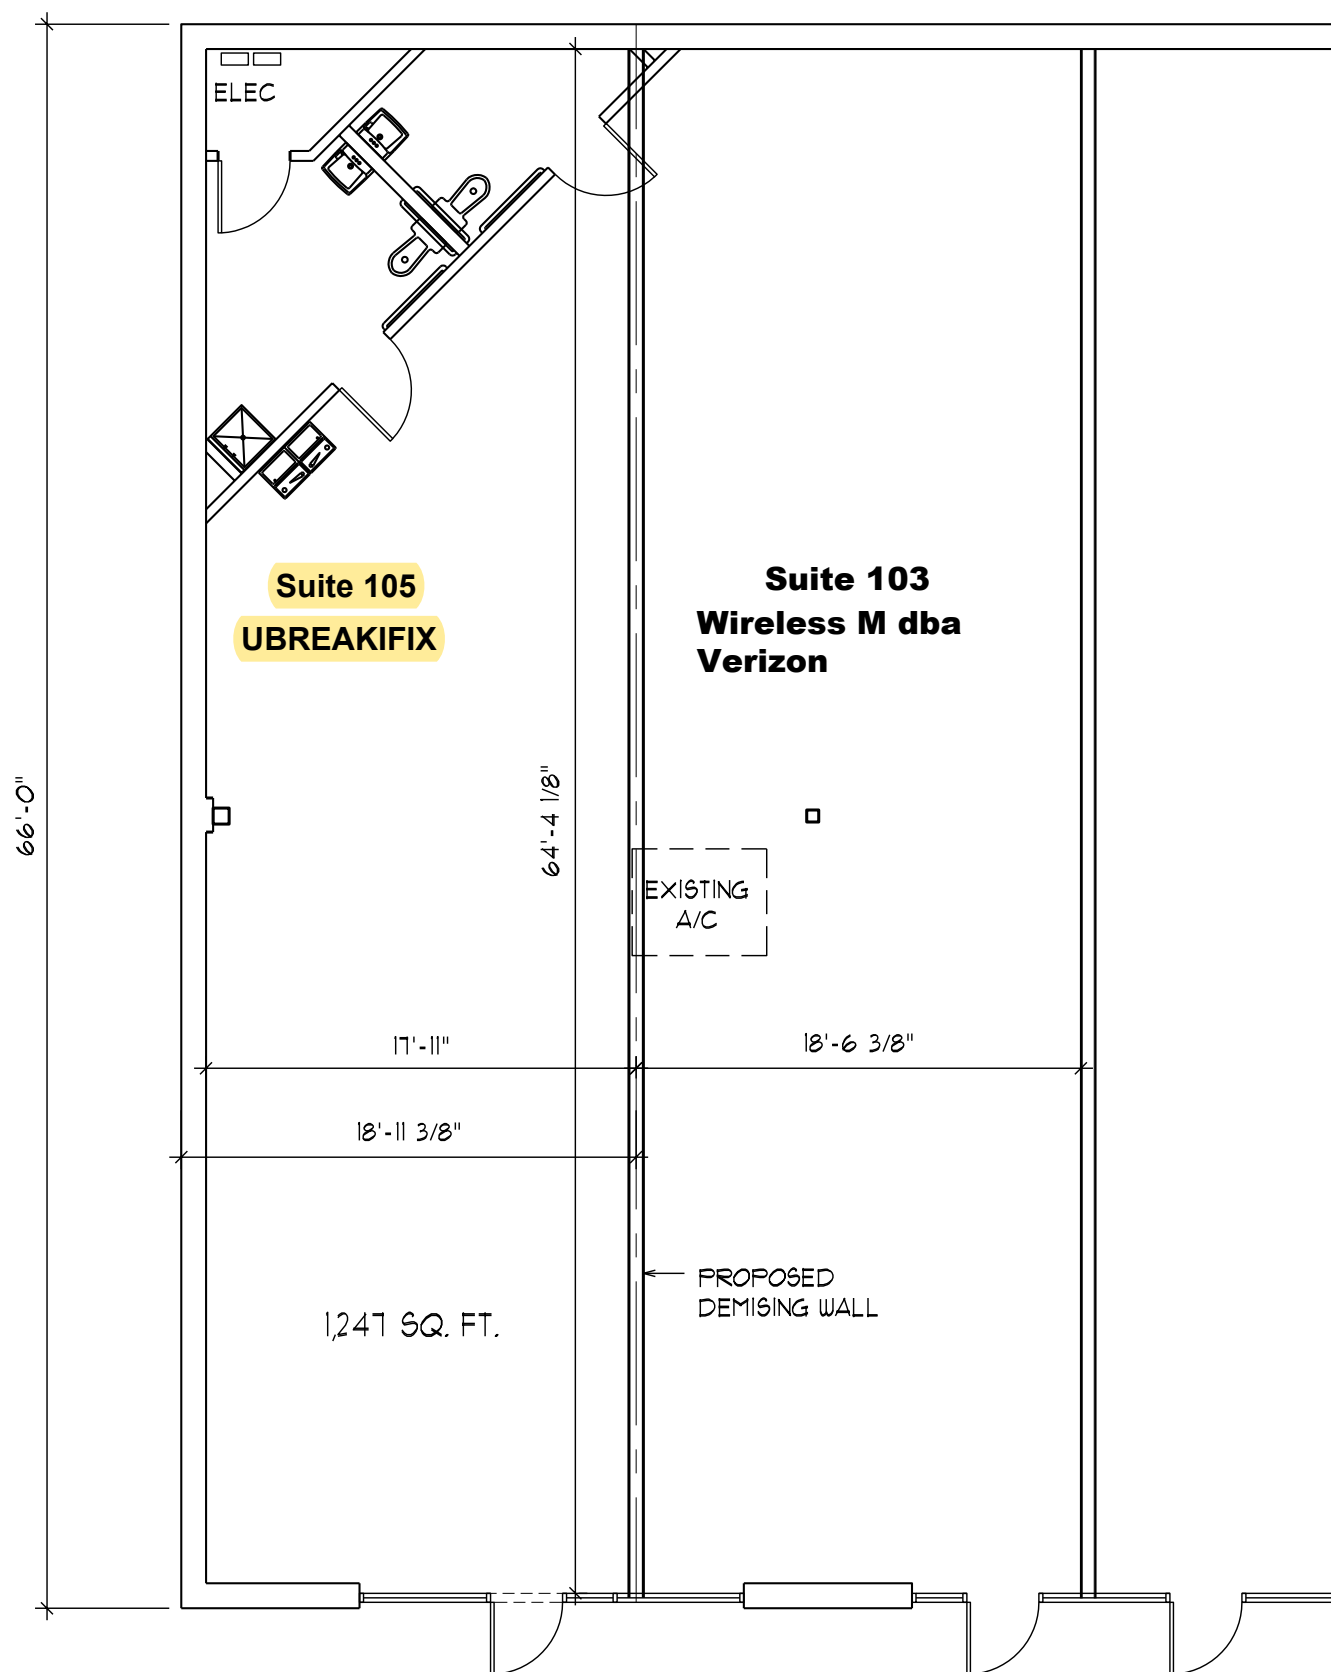 ELEC
Suite 105
UBREAKIFIX
Suite 103
Wireless M dba
Verizon
66'-0"
64'-4 1/8"
EXISTING
A/C
17'-11"
18'-6 3/8"
18'-11 3/8"
PROPOSED
DEMISING WALL
1,247 SQ. FT.